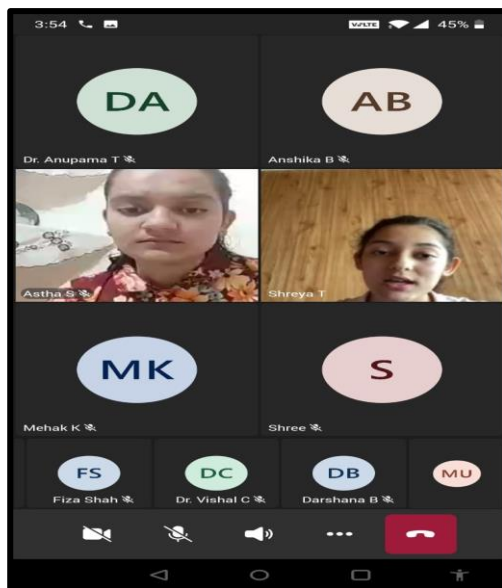 3:54 VoLTE 45%
DA AB
Dr. Anupama T Anshika B
Astha S Shreya T
MK S
Mehak K Shree
FS DC DB MU
Fiza Shah Dr. Vishal C Darshana B